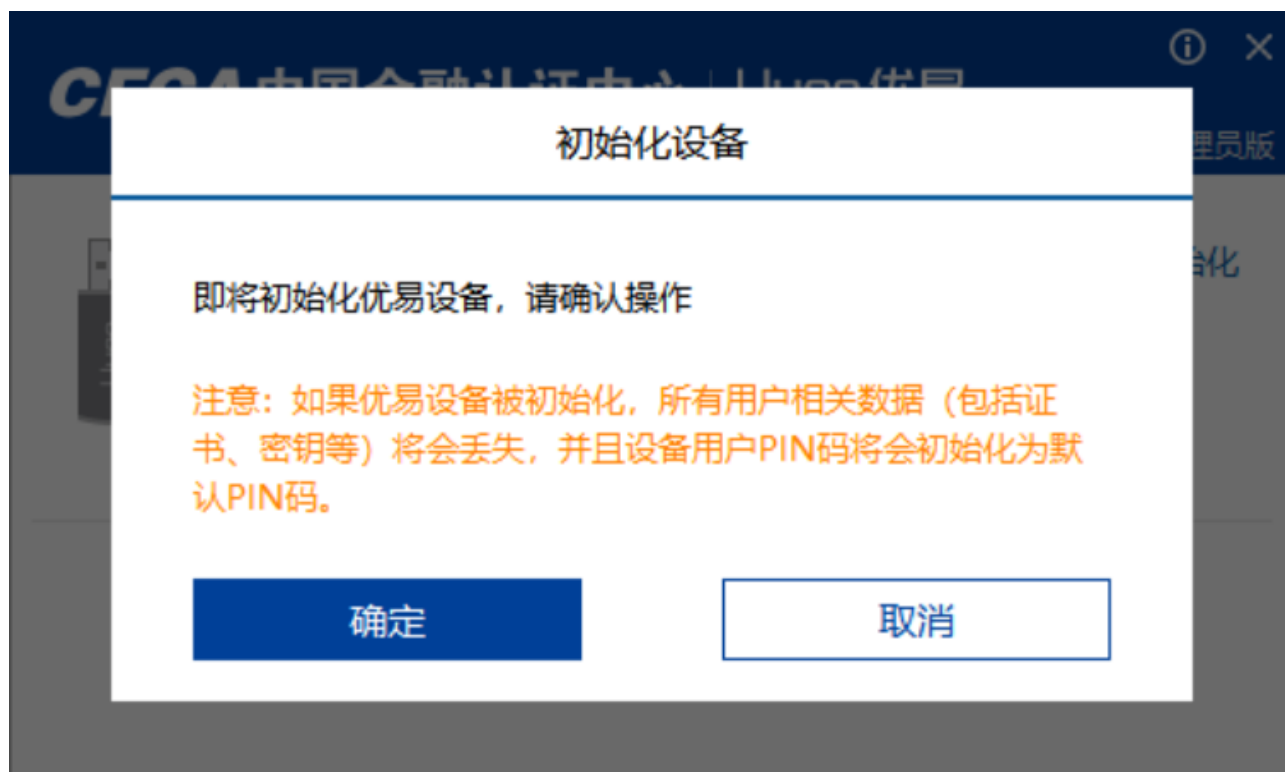 初始化设备
理员版
始化
即将初始化优易设备，请确认操作
注意：如果优易设备被初始化，所有用户相关数据（包括证
书、密钥等）将会丢失，并且设备用户PIN码将会初始化为默
认PIN码。
确定
取消